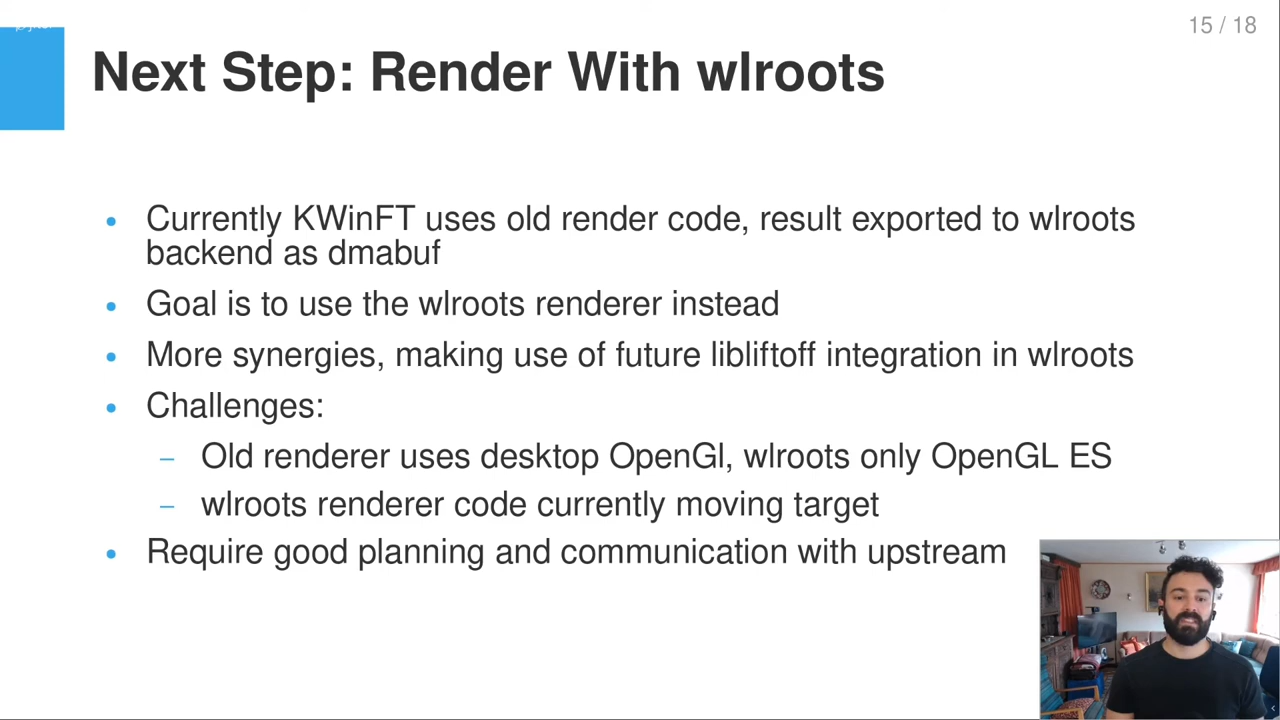 15 / 18
Next Step: Render With wlroots
• Currently KWinFT uses old render code, result exported to wlroots
backend as dmabuf
• Goal is to use the wlroots renderer instead
• More synergies, making use of future libliftoff integration in wlroots
• Challenges:
– Old renderer uses desktop OpenGl, wlroots only OpenGL ES
– wlroots renderer code currently moving target
• Require good planning and communication with upstream